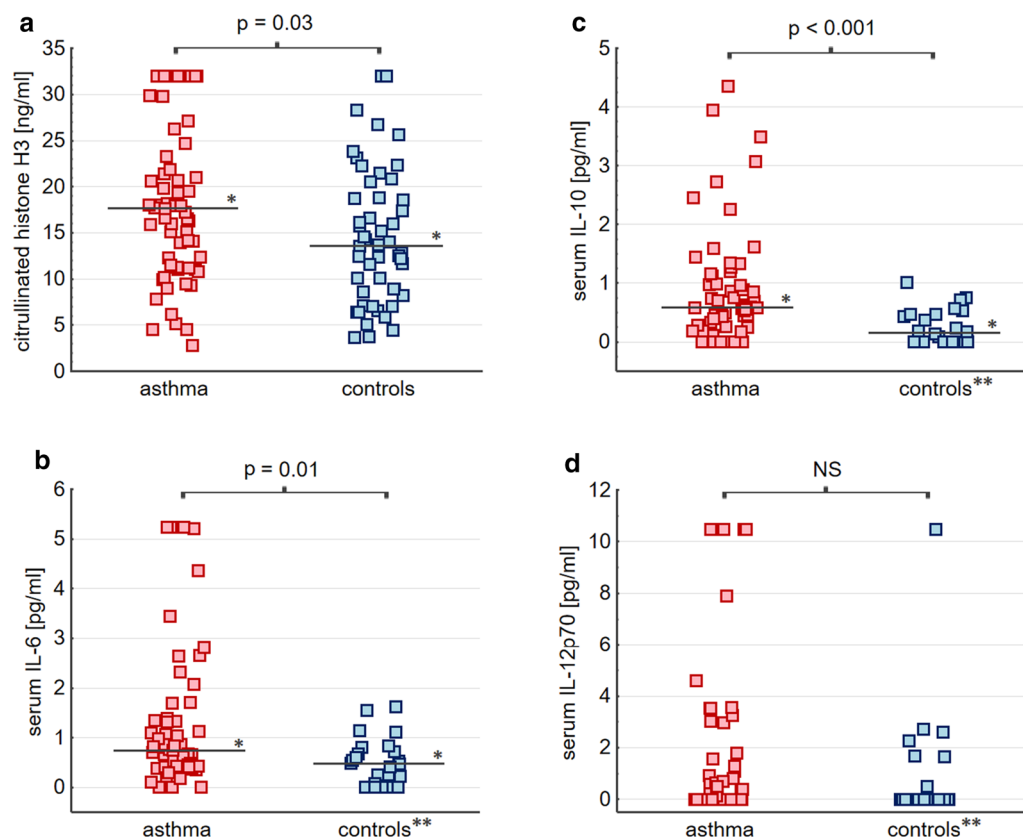 a
p = 0.03
citrullinated histone H3 [ng/ml]
35
30
25
20
15
10
5
0
*
*
asthma
controls
c
p < 0.001
serum IL-10 [pg/ml]
5
4
3
2
1
0
*
*
asthma
controls**
b
p = 0.01
serum IL-6 [pg/ml]
6
5
4
3
2
1
0
*
*
asthma
controls**
d
NS
serum IL-12p70 [pg/ml]
12
10
8
6
4
2
0
asthma
controls**